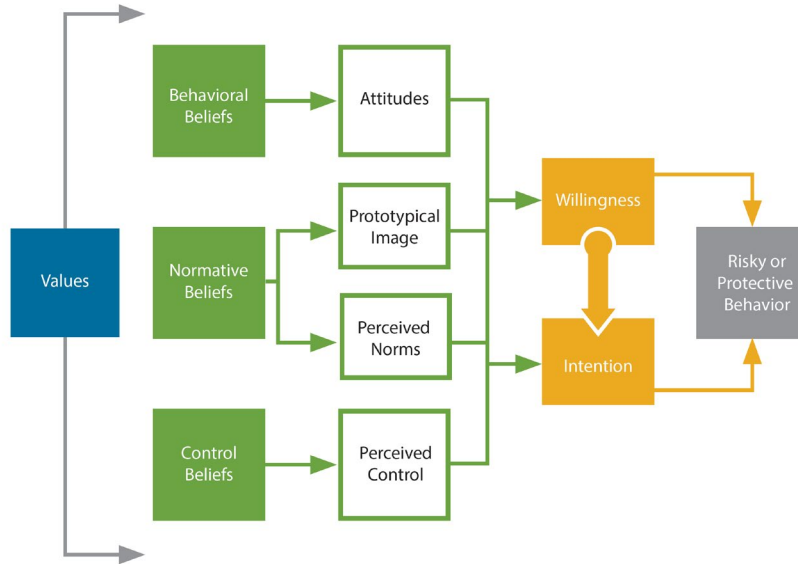 Values
Behavioral
Beliefs
Attitudes
Normative
Beliefs
Prototypical
Image
Perceived
Norms
Control
Beliefs
Perceived
Control
Willingness
Intention
Risky or
Protective
Behavior